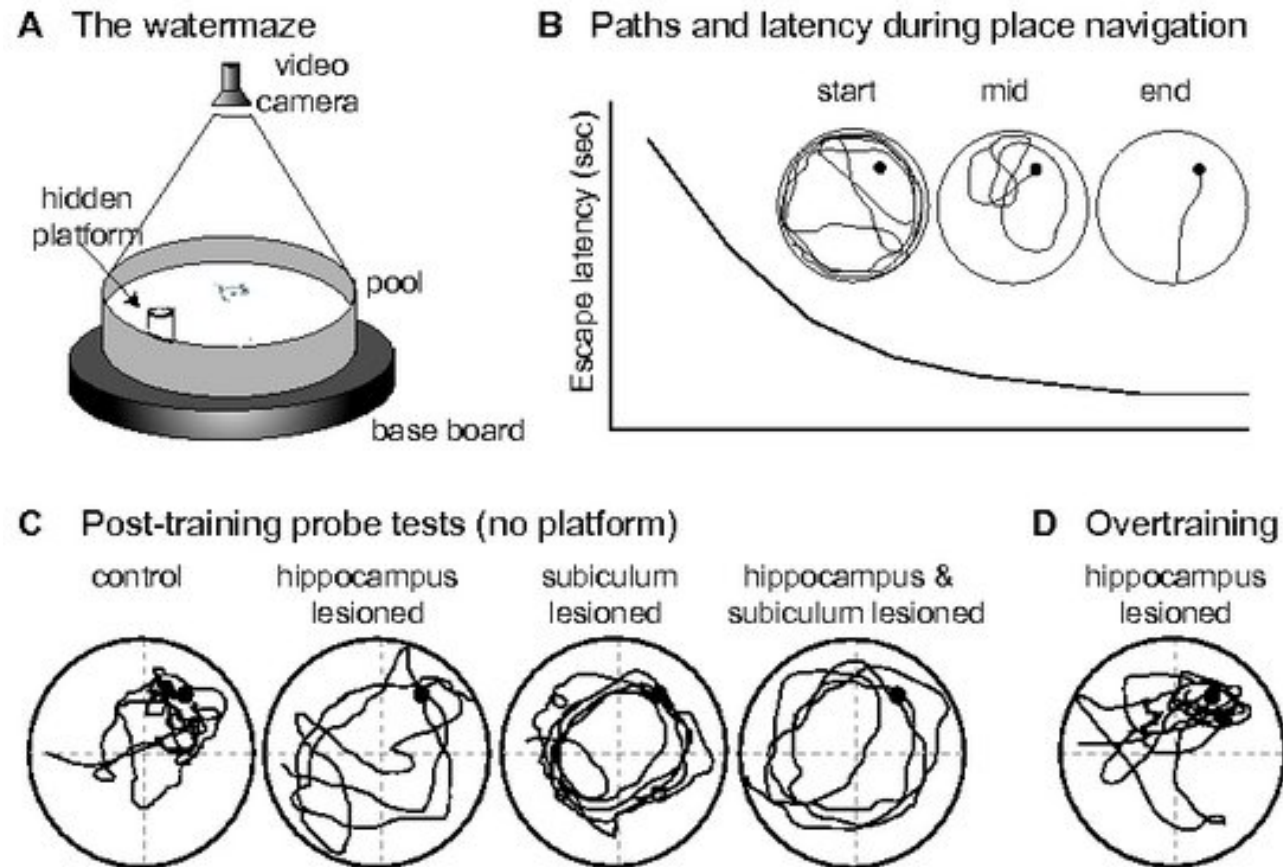 A The watermaze
video
camera
hidden
platform
pool
base board
B Paths and latency during place navigation
start mid end
Escape latency (sec)
C Post-training probe tests (no platform)
control
hippocampus
lesioned
subiculum
lesioned
hippocampus &
subiculum lesioned
D Overtraining
hippocampus
lesioned